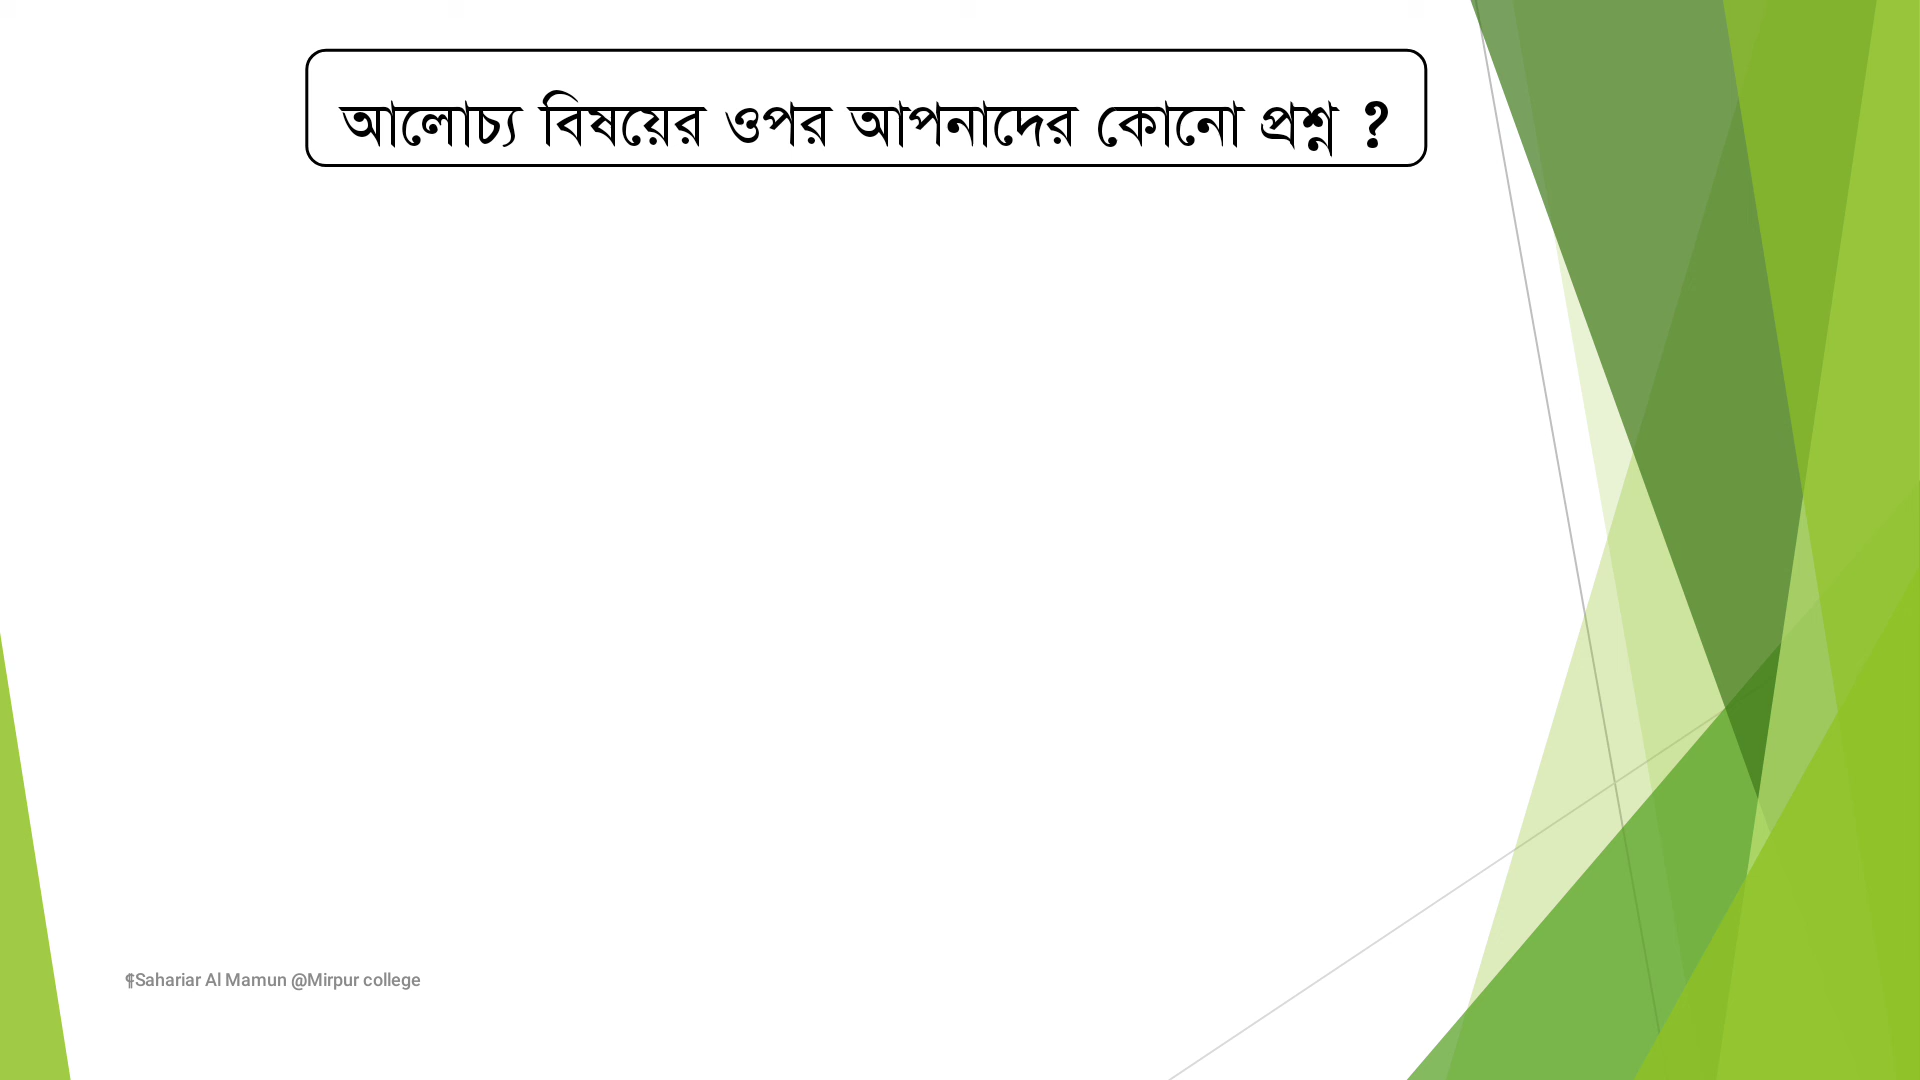 আলোচ্য বিষয়ের ওপর আপনাদের কোনো প্রশ্ন ?
Sahariar Al Mamun @Mirpur college